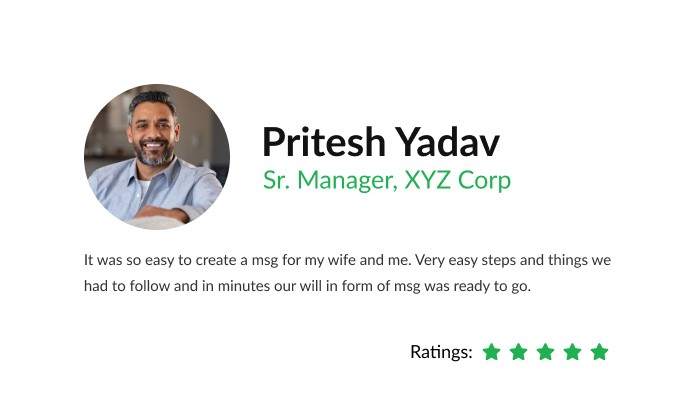 Pritesh Yadav
Sr. Manager, XYZ Corp
It was so easy to create a msg for my wife and me. Very easy steps and things we
had to follow and in minutes our will in form of msg was ready to go.
Ratings: